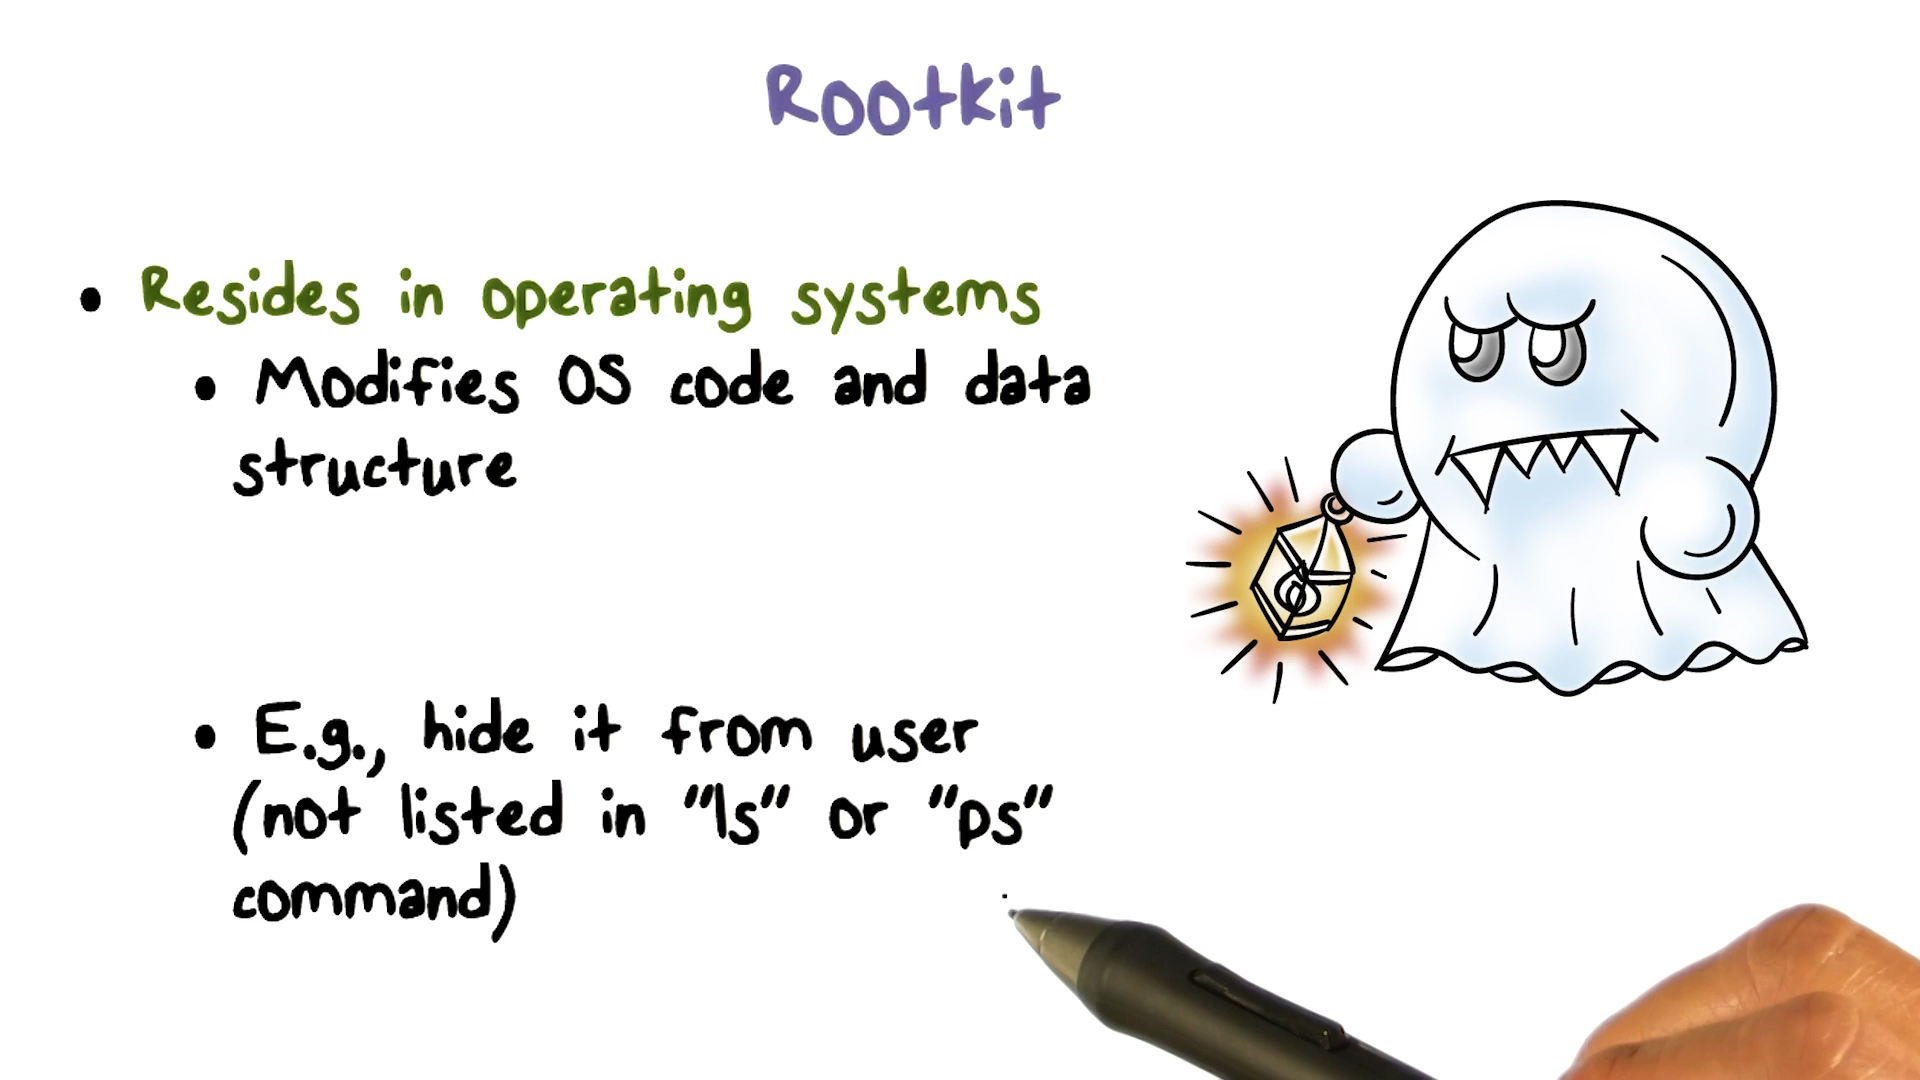 Rootkit
• Resides in operating systems
• Modifies OS code and data
structure
• E.g., hide it from user
(not listed in "ls" or "ps"
command)